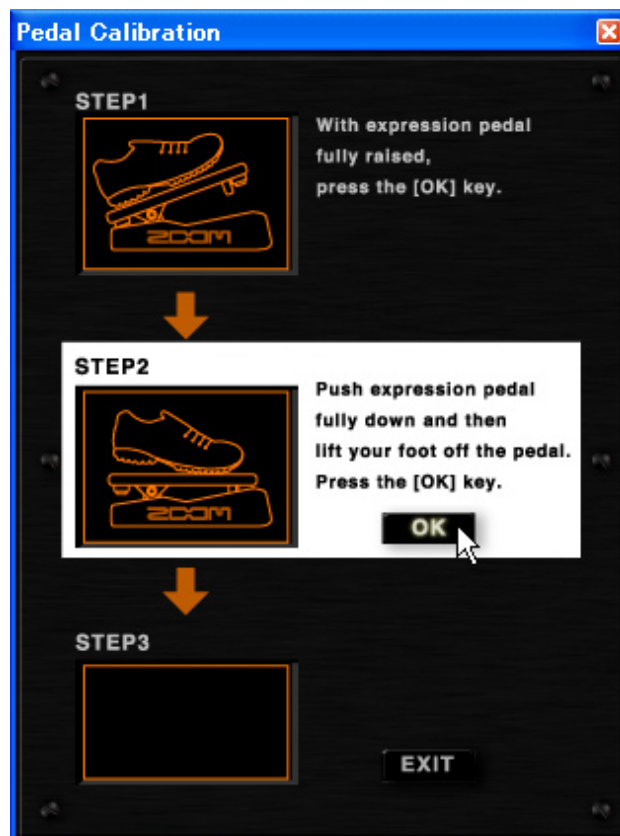 Pedal Calibration
STEP1
With expression pedal
fully raised,
press the [OK] key.
ZOOM
STEP2
Push expression pedal
fully down and then
lift your foot off the pedal.
Press the [OK] key.
ZOOM
OK
STEP3
EXIT